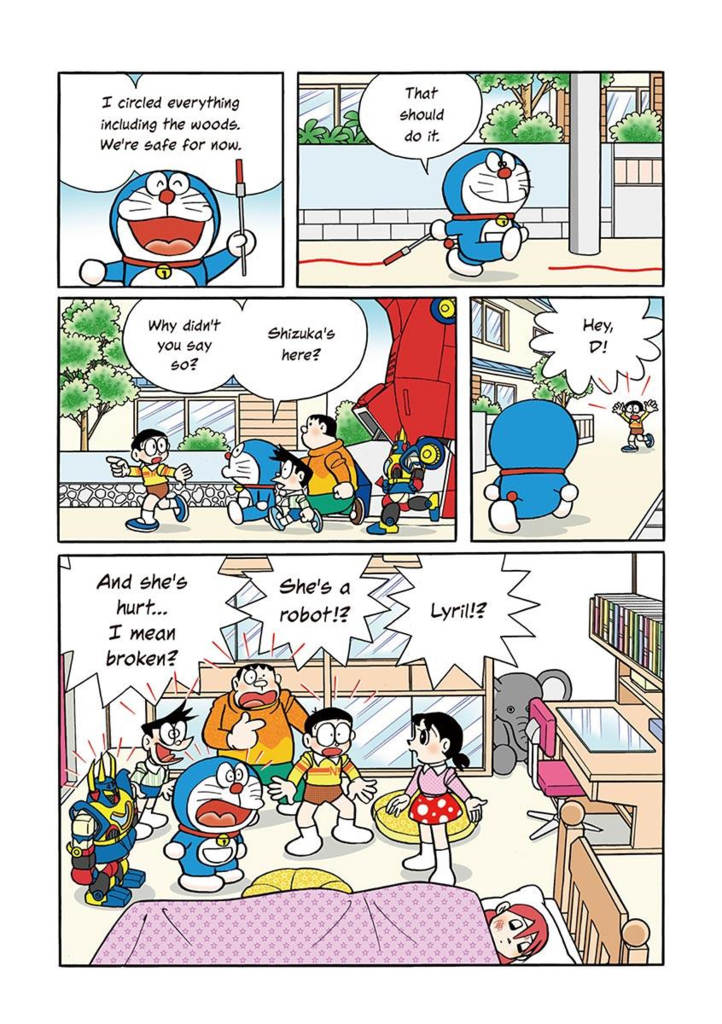 That
should
do it.
I circled everything
including the woods.
We're safe for now.
Hey,
D!
Shizuka's
here?
Why didn't
you say
so?
Lyril!?
She's a
robot!?
And she's
hurt...
I mean
broken?